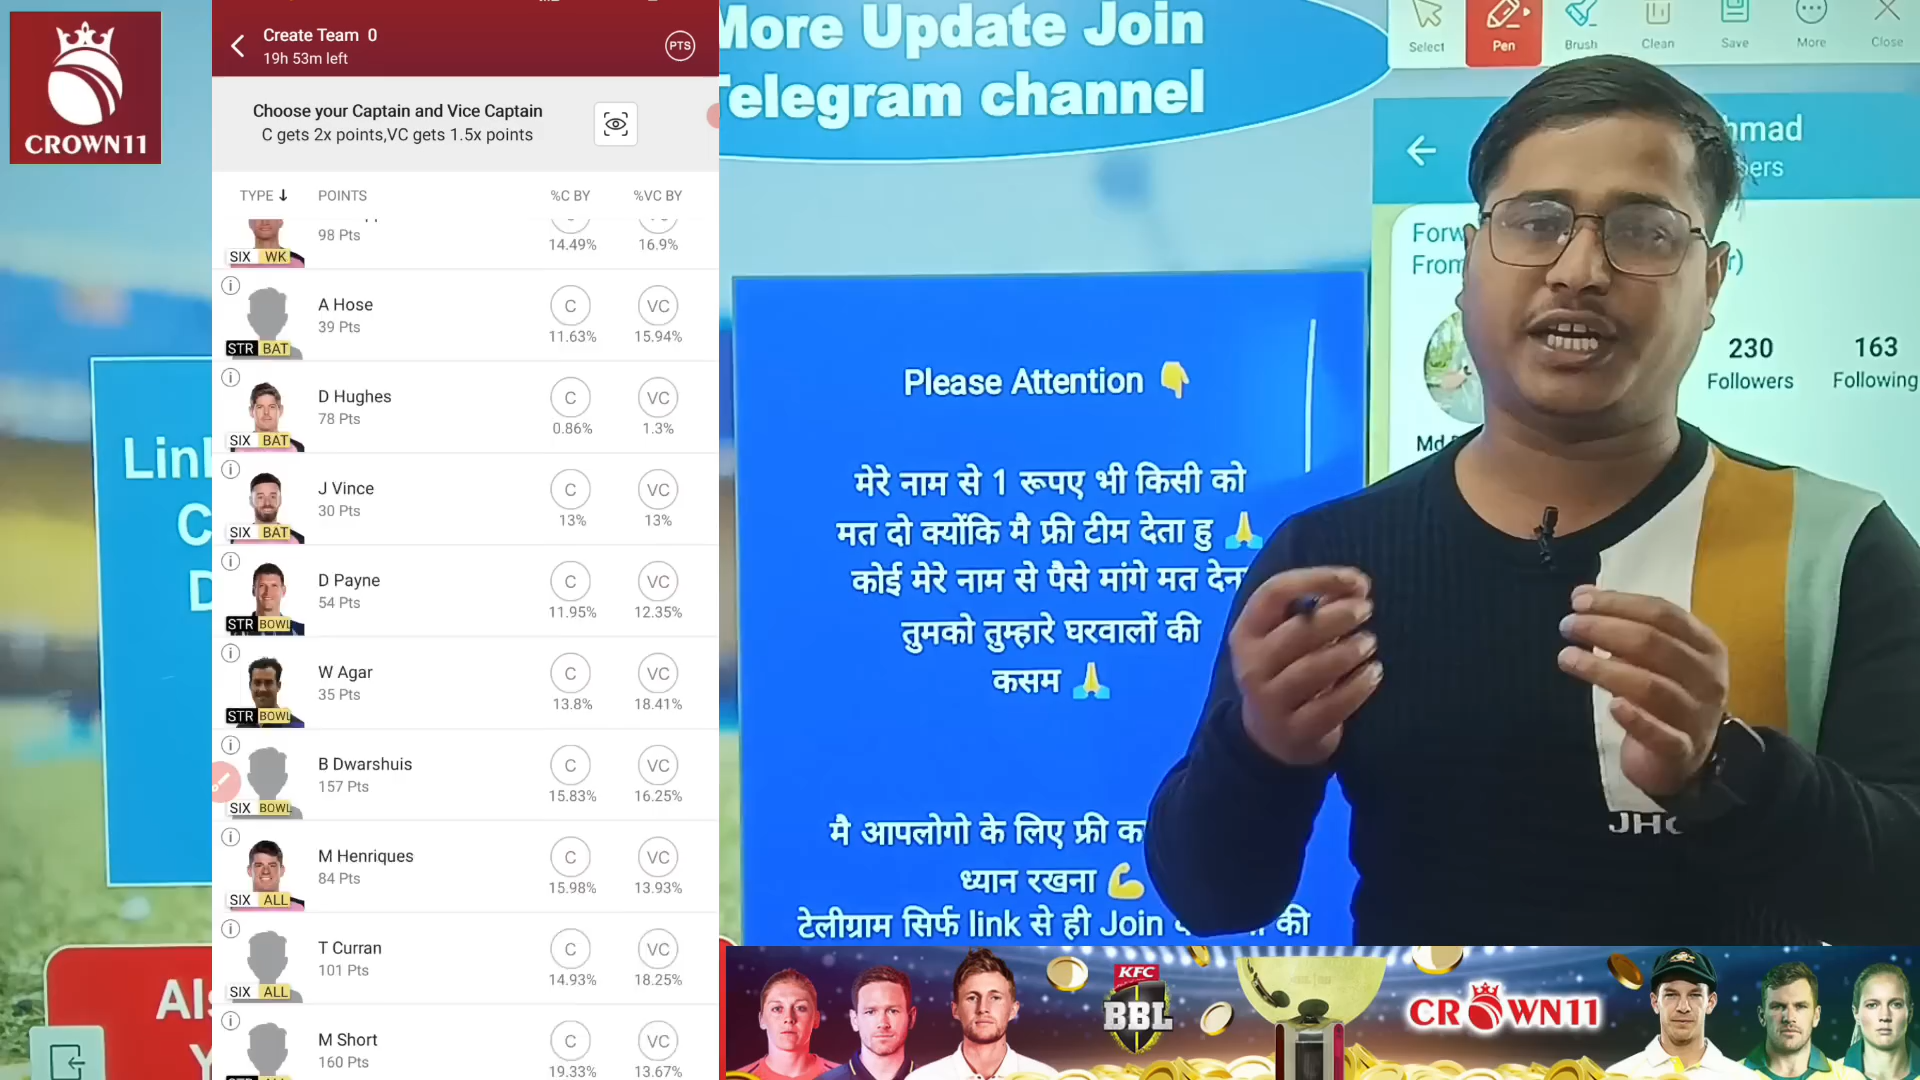 CROWN11
Create Team 0
19h 53m left
PTS
Choose your Captain and Vice Captain
C gets 2x points,VC gets 1.5x points
TYPE ↓ POINTS %C BY %VC BY
98 Pts 14.49% 16.9%
SIX WK
A Hose C VC
39 Pts 11.63% 15.94%
STR BAT
D Hughes C VC
78 Pts 0.86% 1.3%
SIX BAT
J Vince C VC
30 Pts 13% 13%
SIX BAT
D Payne C VC
54 Pts 11.95% 12.35%
STR BOWL
W Agar C VC
35 Pts 13.8% 18.41%
STR BOWL
B Dwarshuis C VC
157 Pts 15.83% 16.25%
SIX BOWL
M Henriques C VC
84 Pts 15.98% 13.93%
SIX ALL
T Curran C VC
101 Pts 14.93% 18.25%
SIX ALL
M Short C VC
160 Pts 19.33% 13.67%
More Update Join
Telegram channel
Select Pen Brush Clean Save More Close
230 163
Followers Following
Please Attention 👇
मेरे नाम से 1 रूपए भी किसी को
मत दो क्योंकि मै फ्री टीम देता हु 🙏
कोई मेरे नाम से पैसे मांगे मत देना
तुमको तुम्हारे घरवालों की
कसम 🙏
मै आपलोगो के लिए फ्री
ध्यान रखना 💪
टेलीग्राम सिर्फ link से ही Join की
KFC
BBL
CROWN11